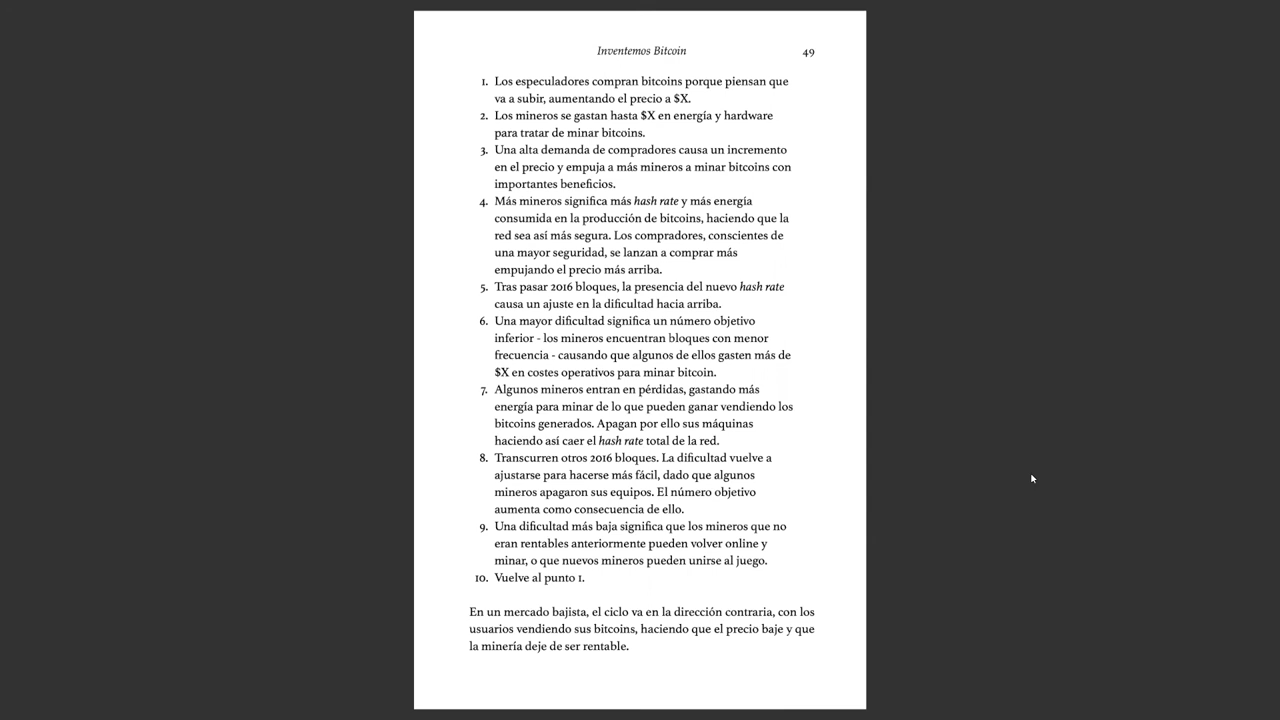 Inventemos Bitcoin 49
1. Los especuladores compran bitcoins porque piensan que
va a subir, aumentando el precio a $X.
2. Los mineros se gastan hasta $X en energía y hardware
para tratar de minar bitcoins.
3. Una alta demanda de compradores causa un incremento
en el precio y empuja a más mineros a minar bitcoins con
importantes beneficios.
4. Más mineros significa más hash rate y más energía
consumida en la producción de bitcoins, haciendo que la
red sea así más segura. Los compradores, conscientes de
una mayor seguridad, se lanzan a comprar más
empujando el precio más arriba.
5. Tras pasar 2016 bloques, la presencia del nuevo hash rate
causa un ajuste en la dificultad hacia arriba.
6. Una mayor dificultad significa un número objetivo
inferior - los mineros encuentran bloques con menor
frecuencia - causando que algunos de ellos gasten más de
$X en costes operativos para minar bitcoin.
7. Algunos mineros entran en pérdidas, gastando más
energía para minar de lo que pueden ganar vendiendo los
bitcoins generados. Apagan por ello sus máquinas
haciendo así caer el hash rate total de la red.
8. Transcurren otros 2016 bloques. La dificultad vuelve a
ajustarse para hacerse más fácil, dado que algunos
mineros apagaron sus equipos. El número objetivo
aumenta como consecuencia de ello.
9. Una dificultad más baja significa que los mineros que no
eran rentables anteriormente pueden volver online y
minar, o que nuevos mineros pueden unirse al juego.
10. Vuelve al punto 1.
En un mercado bajista, el ciclo va en la dirección contraria, con los
usuarios vendiendo sus bitcoins, haciendo que el precio baje y que
la minería deje de ser rentable.